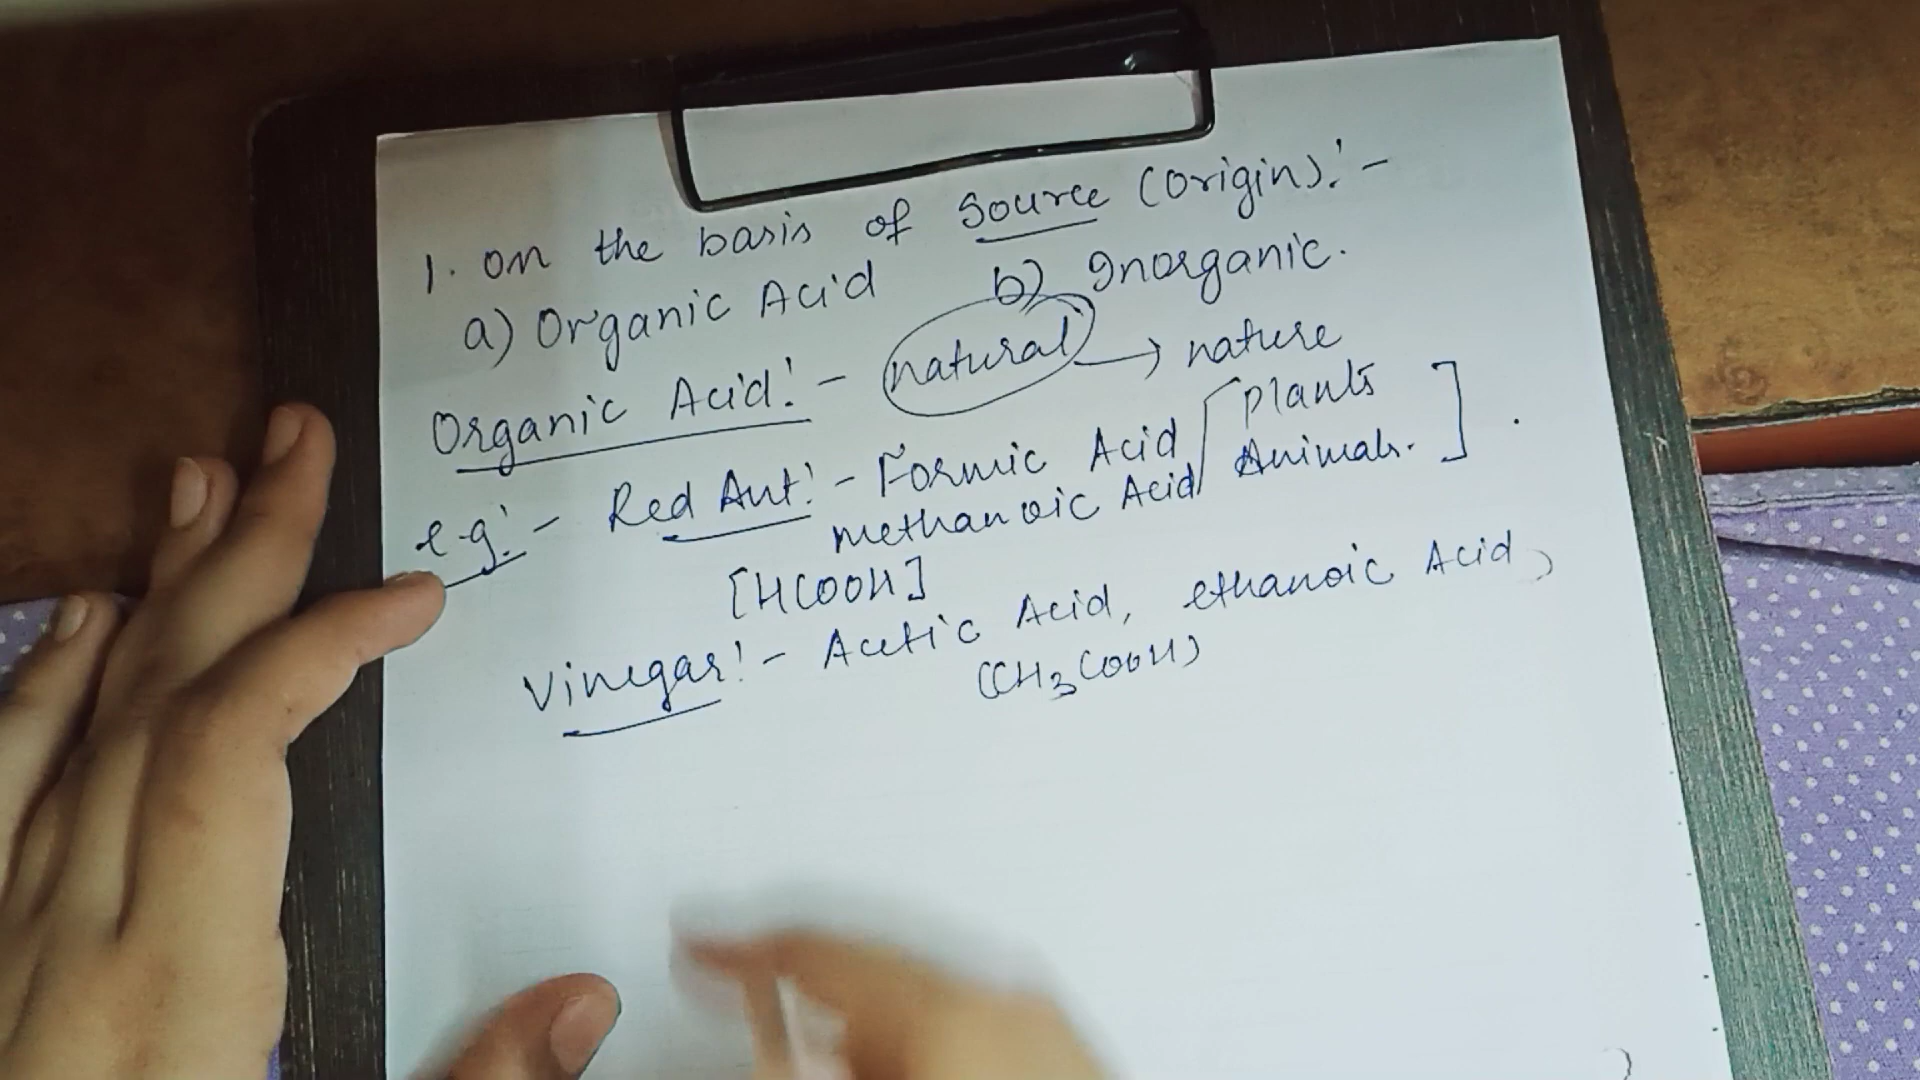 1. on the basis of source (origin):-
a) Organic Acid b) Inorganic.
Organic Acid:- natural → nature
e.g:- Red Ant:- Formic Acid [plants
methanoic Acid Animals.]
[HCOOH]
Vinegar:- Acetic Acid, ethanoic Acid,
(CH3COOH)